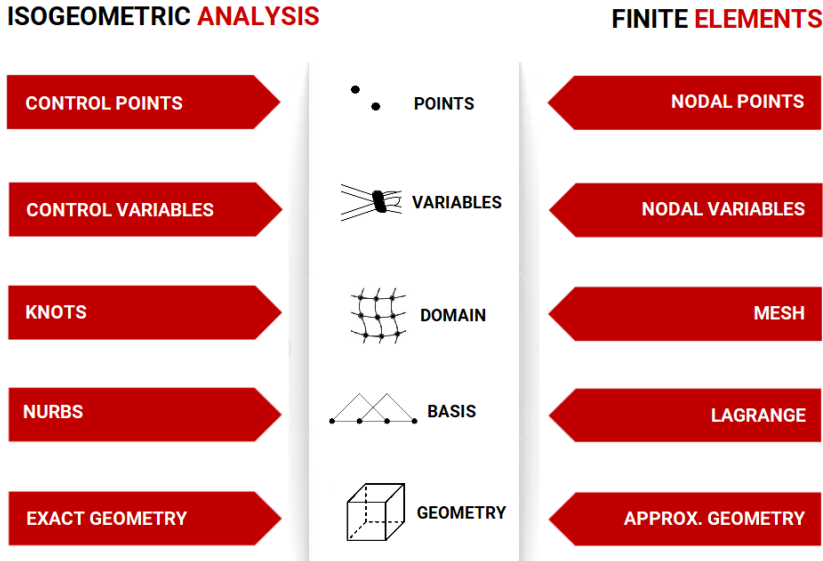 ISOGEOMETRIC ANALYSIS
FINITE ELEMENTS
CONTROL POINTS
POINTS
NODAL POINTS
CONTROL VARIABLES
VARIABLES
NODAL VARIABLES
KNOTS
DOMAIN
MESH
NURBS
BASIS
LAGRANGE
EXACT GEOMETRY
GEOMETRY
APPROX. GEOMETRY